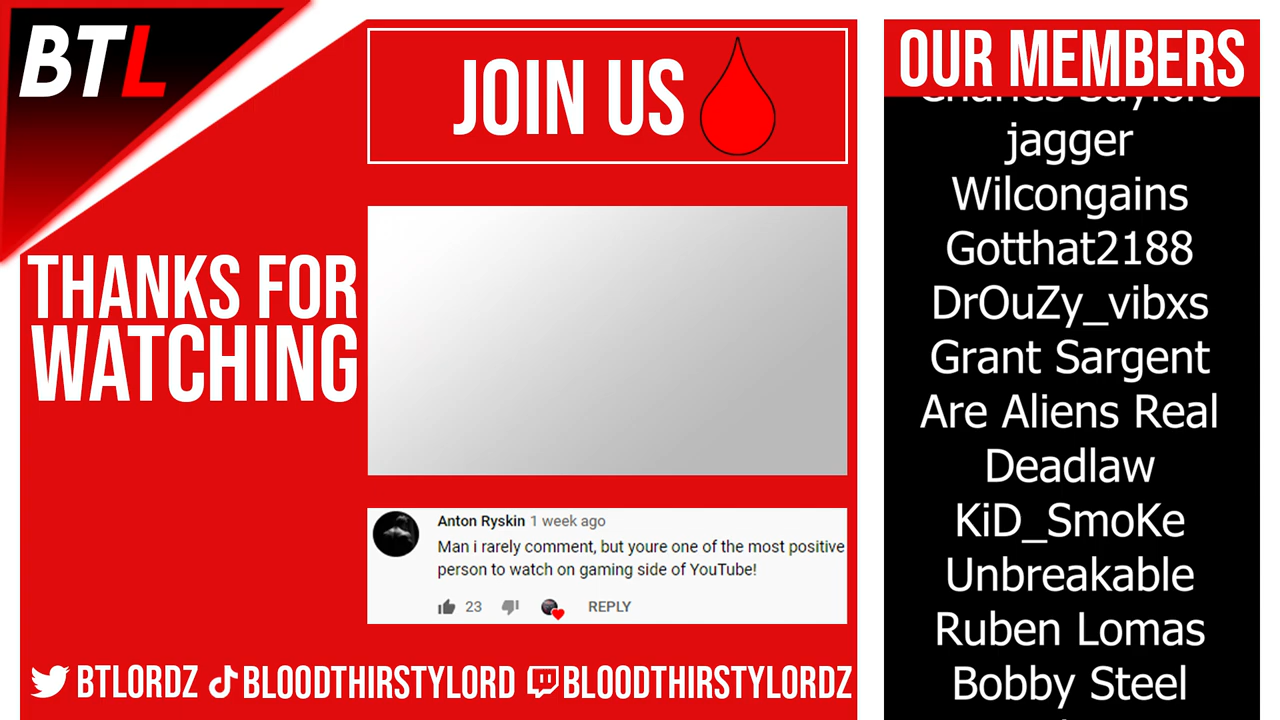 BTL
JOIN US
THANKS FOR
WATCHING
Anton Ryskin 1 week ago
Man i rarely comment, but youre one of the most positive
person to watch on gaming side of YouTube!
23 REPLY
BTLORDZ BLOODTHIRSTYLORD BLOODTHIRSTYLORDZ
OUR MEMBERS
jagger
Wilcongains
Gotthat2188
DrOuZy_vibxs
Grant Sargent
Are Aliens Real
Deadlaw
KiD_SmoKe
Unbreakable
Ruben Lomas
Bobby Steel